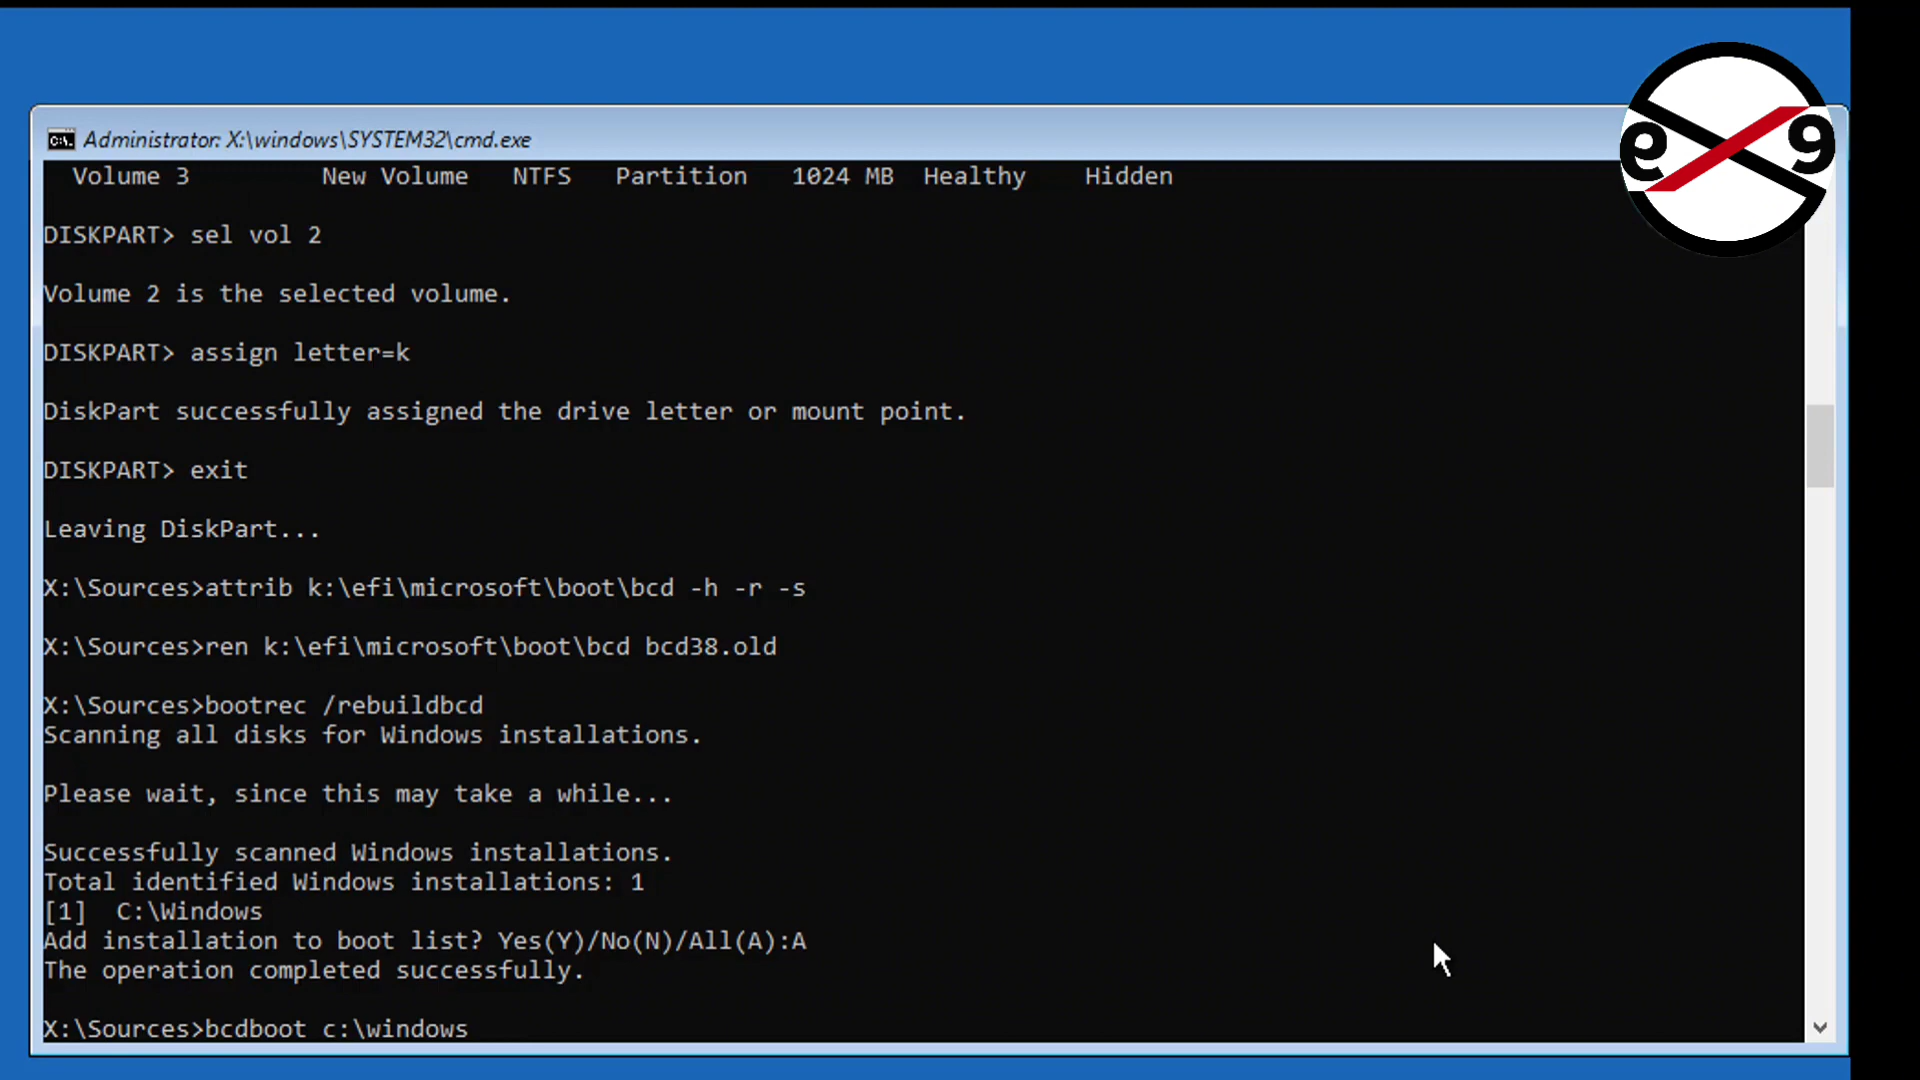 Administrator: X:\windows\SYSTEM32\cmd.exe
e 9
Volume 3 New Volume NTFS Partition 1024 MB Healthy Hidden
DISKPART> sel vol 2
Volume 2 is the selected volume.
DISKPART> assign letter=k
DiskPart successfully assigned the drive letter or mount point.
DISKPART> exit
Leaving DiskPart...
X:\Sources>attrib k:\efi\microsoft\boot\bcd -h -r -s
X:\Sources>ren k:\efi\microsoft\boot\bcd bcd38.old
X:\Sources>bootrec /rebuildbcd
Scanning all disks for Windows installations.
Please wait, since this may take a while...
Successfully scanned Windows installations.
Total identified Windows installations: 1
[1] C:\Windows
Add installation to boot list? Yes(Y)/No(N)/All(A):A
The operation completed successfully.
X:\Sources>bcdboot c:\windows